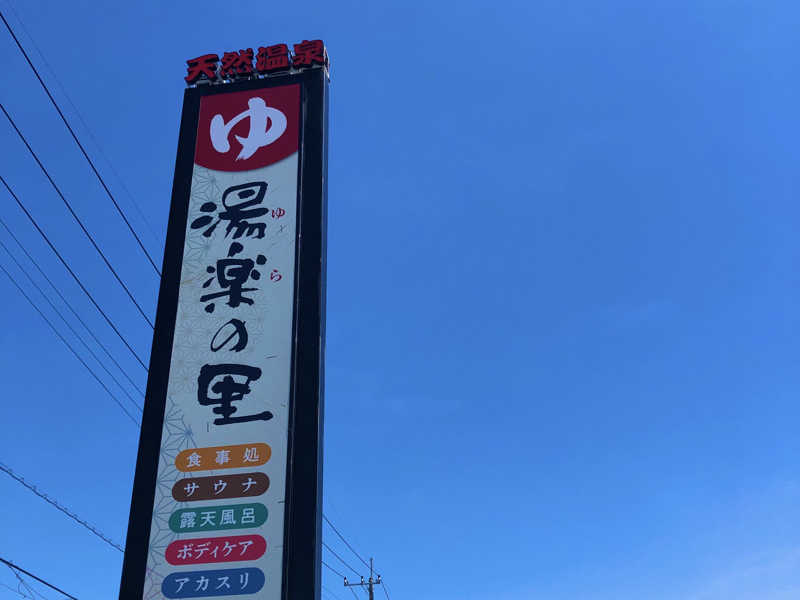 天然温泉
ゆ
湯楽の里
ゆら
食事処
サウナ
露天風呂
ボディケア
アカスリ